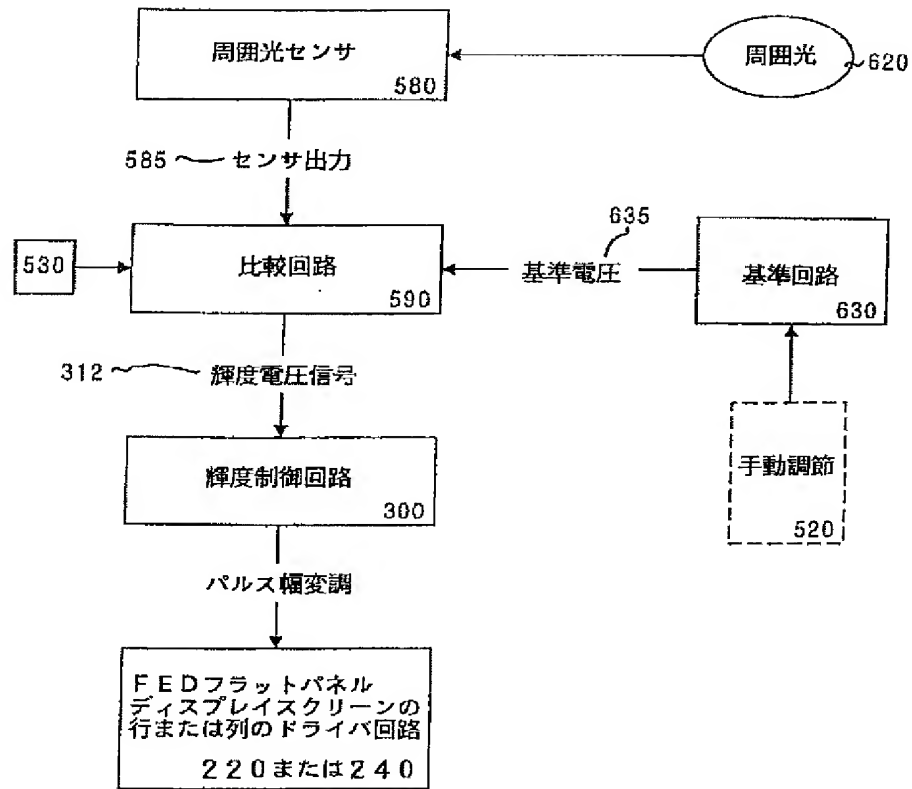 周囲光センサ
580
周囲光
620
585
センサ出力
530
比較回路
590
635
基準電圧
基準回路
630
312
輝度電圧信号
輝度制御回路
300
手動調節
520
パルス幅変調
FEDフラットパネル
ディスプレイスクリーンの
行または列のドライバ回路
220または240